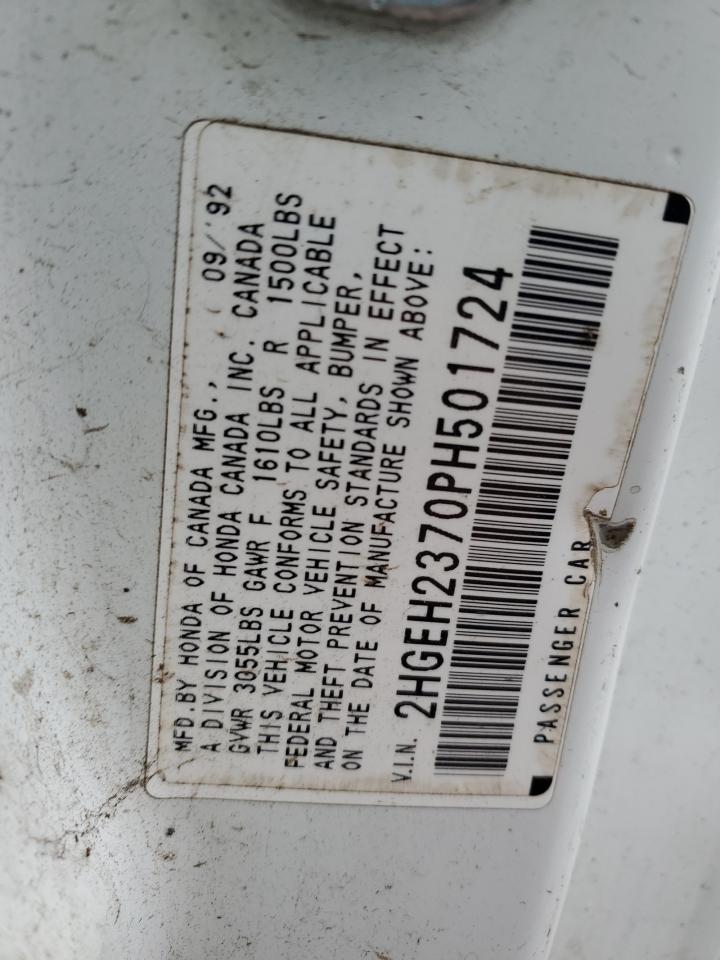 MFD.BY HONDA OF CANADA MFG., 09/'92
A DIVISION OF HONDA CANADA INC. CANADA
GVWR 3055LBS GAWR F 1610LBS R 1500LBS
THIS VEHICLE CONFORMS TO ALL APPLICABLE
FEDERAL MOTOR VEHICLE SAFETY, BUMPER,
AND THEFT PREVENTION STANDARDS IN EFFECT
ON THE DATE OF MANUFACTURE SHOWN ABOVE:
V.I.N. 2HGEH2370PH501724
PASSENGER CAR